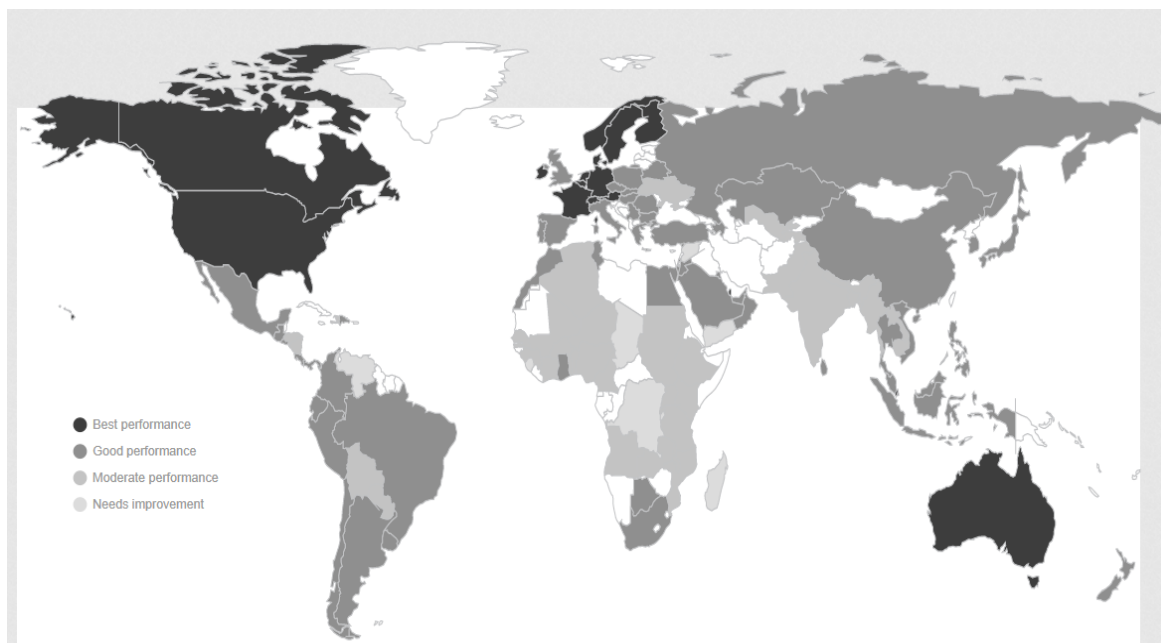 Best performance
Good performance
Moderate performance
Needs improvement